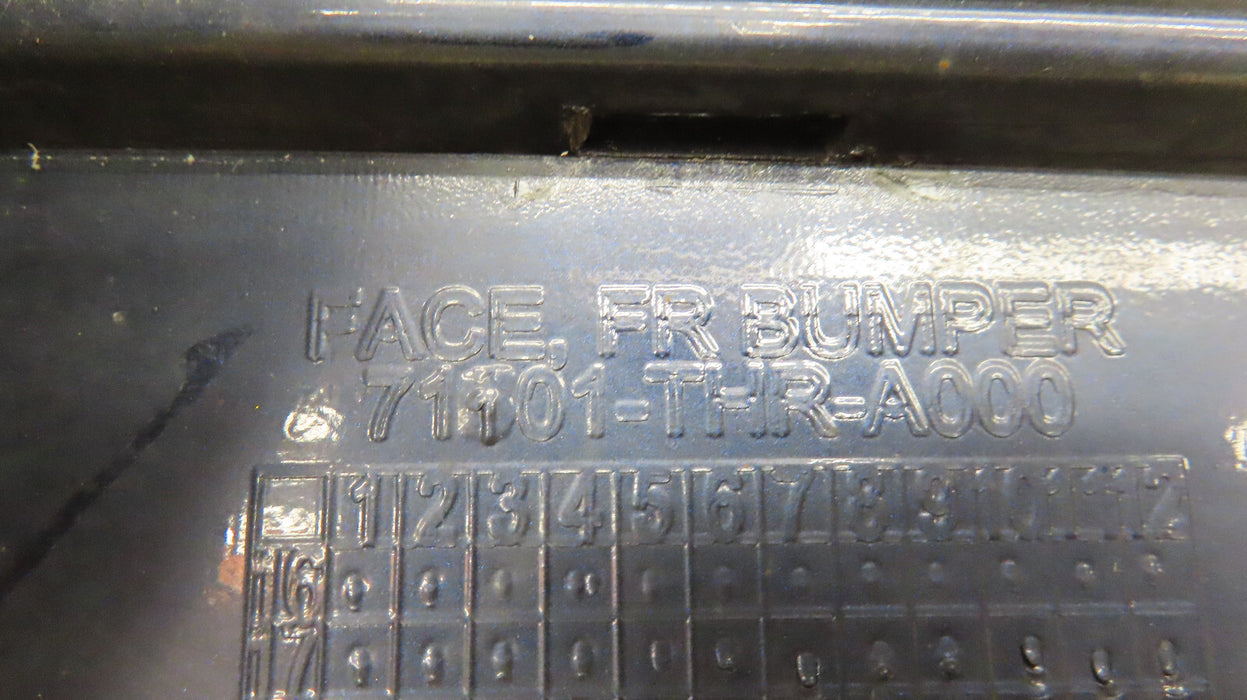 FACE, FR BUMPER
71101-THR-A000
1 2 3 4 5 6 7 8 9 10 11 12
16
17